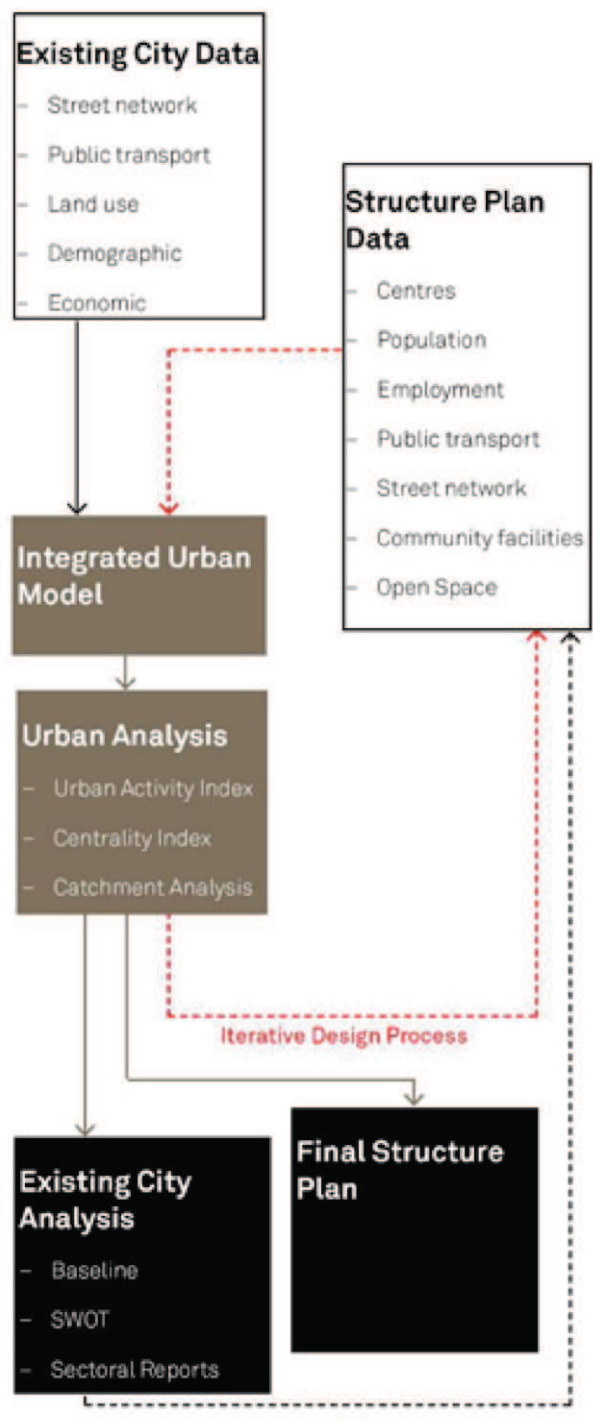 Existing City Data
– Street network
– Public transport
– Land use
– Demographic
– Economic
Structure Plan
Data
– Centres
– Population
– Employment
– Public transport
– Street network
– Community facilities
– Open Space
Integrated Urban
Model
Urban Analysis
– Urban Activity Index
– Centrality Index
– Catchment Analysis
Iterative Design Process
Existing City
Analysis
– Baseline
– SWOT
– Sectoral Reports
Final Structure
Plan